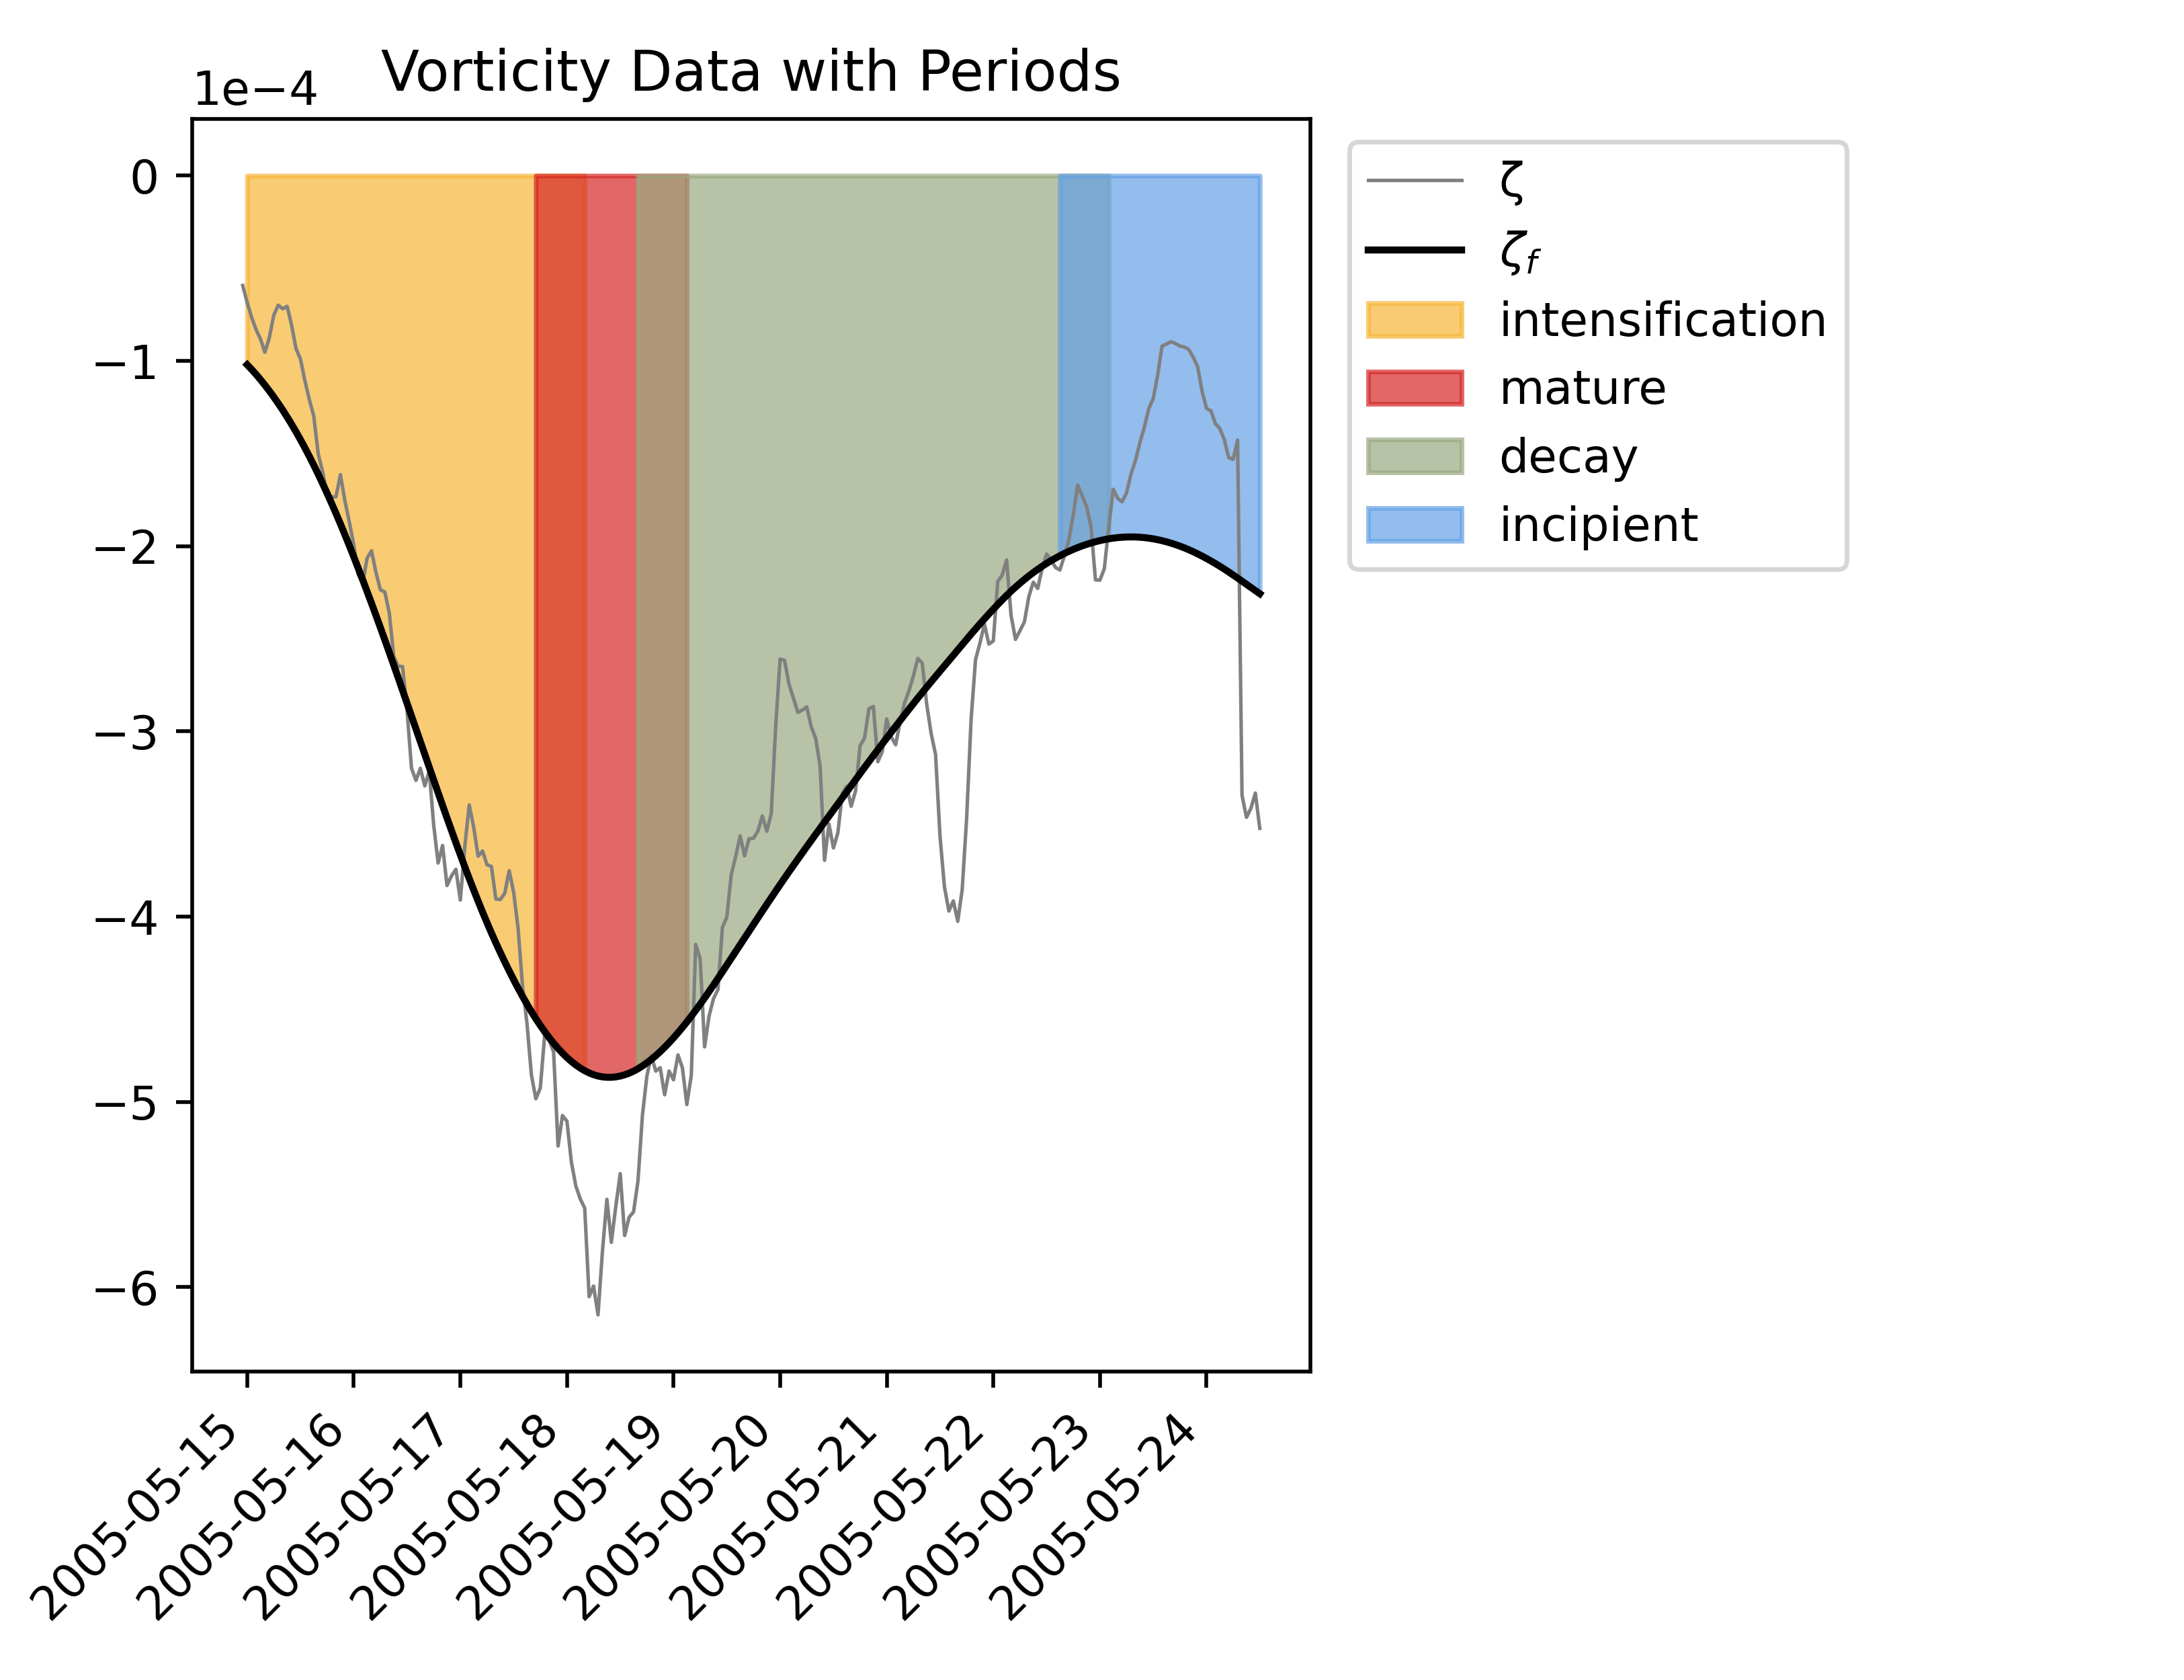 Vorticity Data with Periods
1e−4
0
−1
−2
−3
−4
−5
−6
2005-05-15
2005-05-16
2005-05-17
2005-05-18
2005-05-19
2005-05-20
2005-05-21
2005-05-22
2005-05-23
2005-05-24
ζ
ζf
intensification
mature
decay
incipient